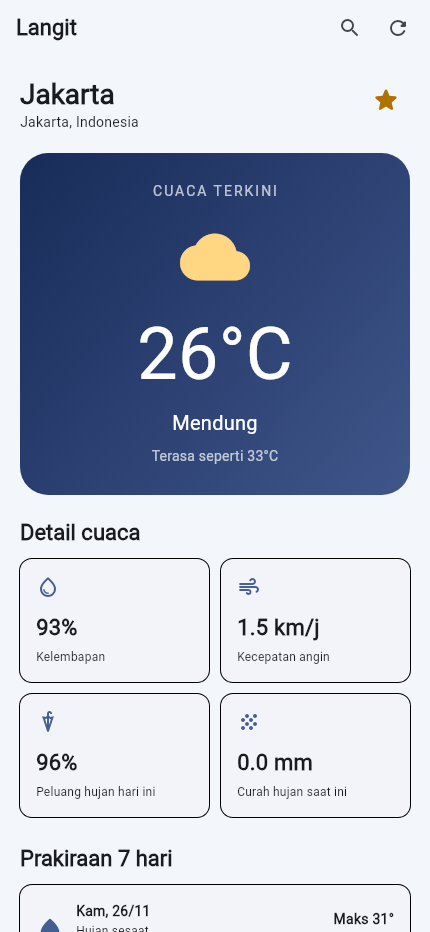 Langit
Jakarta
Jakarta, Indonesia
CUACA TERKINI
26°C
Mendung
Terasa seperti 33°C
Detail cuaca
93%
Kelembapan
1.5 km/j
Kecepatan angin
96%
Peluang hujan hari ini
0.0 mm
Curah hujan saat ini
Prakiraan 7 hari
Kam, 26/11
Maks 31°
Hujan sesaat